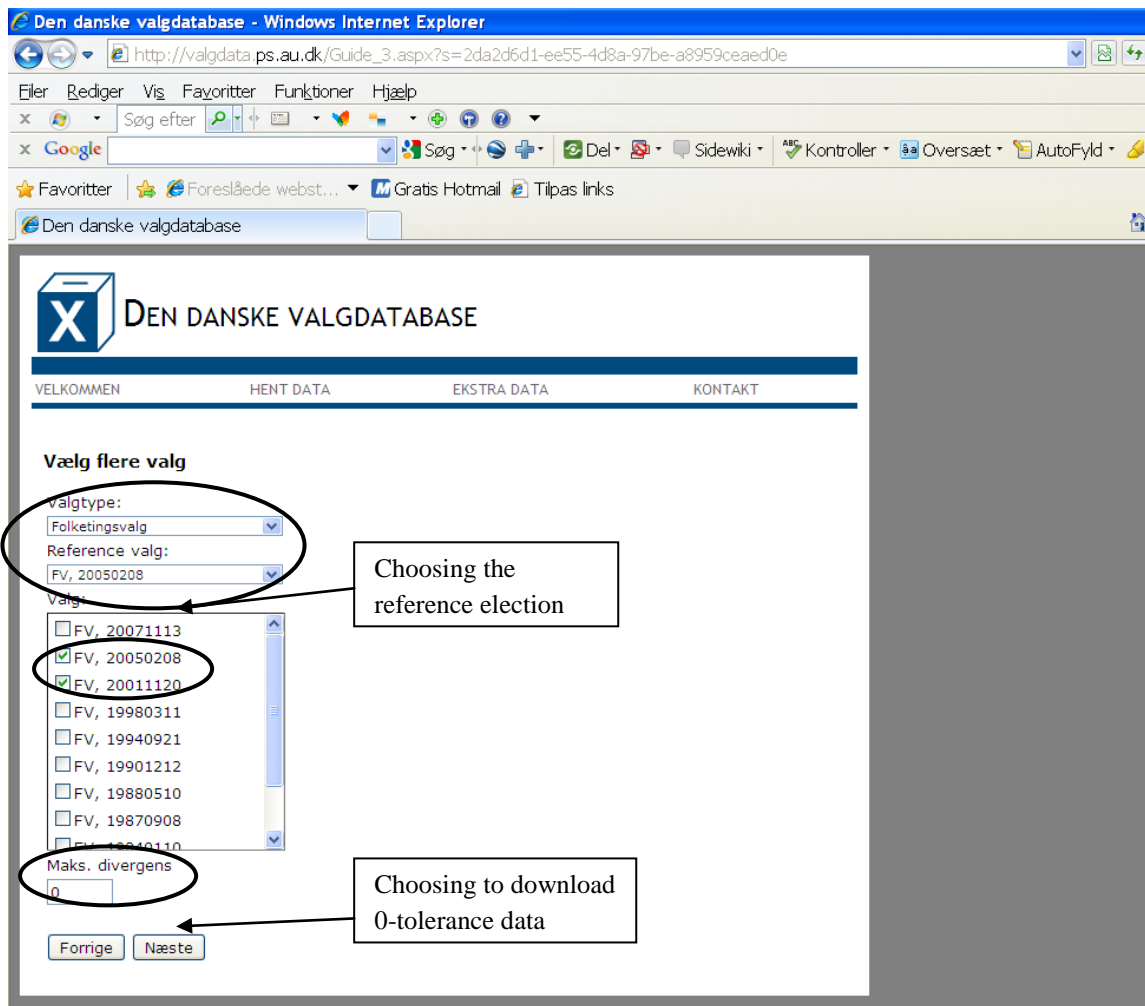 Den danske valgdatabase - Windows Internet Explorer
http://valgdata.ps.au.dk/Guide_3.aspx?s=2da2d6d1-ee55-4d8a-97be-a8959ceaed0e
Filer Rediger Vis Favoritter Funktioner Hjælp
x Søg efter
x Google Søg Del Sidewiki Kontroller Oversæt AutoFyld
Favoritter Foreslåede webst... Gratis Hotmail Tilpas links
Den danske valgdatabase
X DEN DANSKE VALGDATABASE
VELKOMMEN HENT DATA EKSTRA DATA KONTAKT
Vælg flere valg
Valgtype:
Folketingsvalg
Reference valg:
FV, 20050208
Valg:
Choosing the
reference election
FV, 20071113
FV, 20050208
FV, 20011120
FV, 19980311
FV, 19940921
FV, 19901212
FV, 19880510
FV, 19870908
FV, 19840110
Maks. divergens
0
Choosing to download
0-tolerance data
Forrige Næste